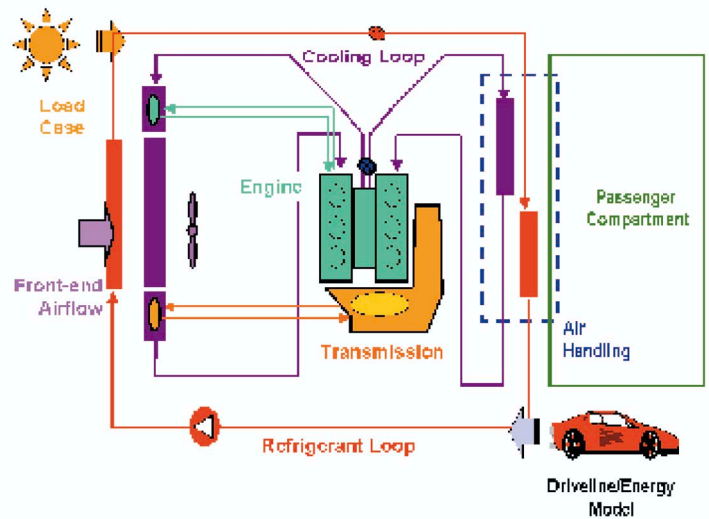 Cooling Loop
Load
Case
Engine
Passenger
Compartment
Front-end
Airflow
Air
Handling
Transmission
Refrigerant Loop
Driveline/Energy
Model